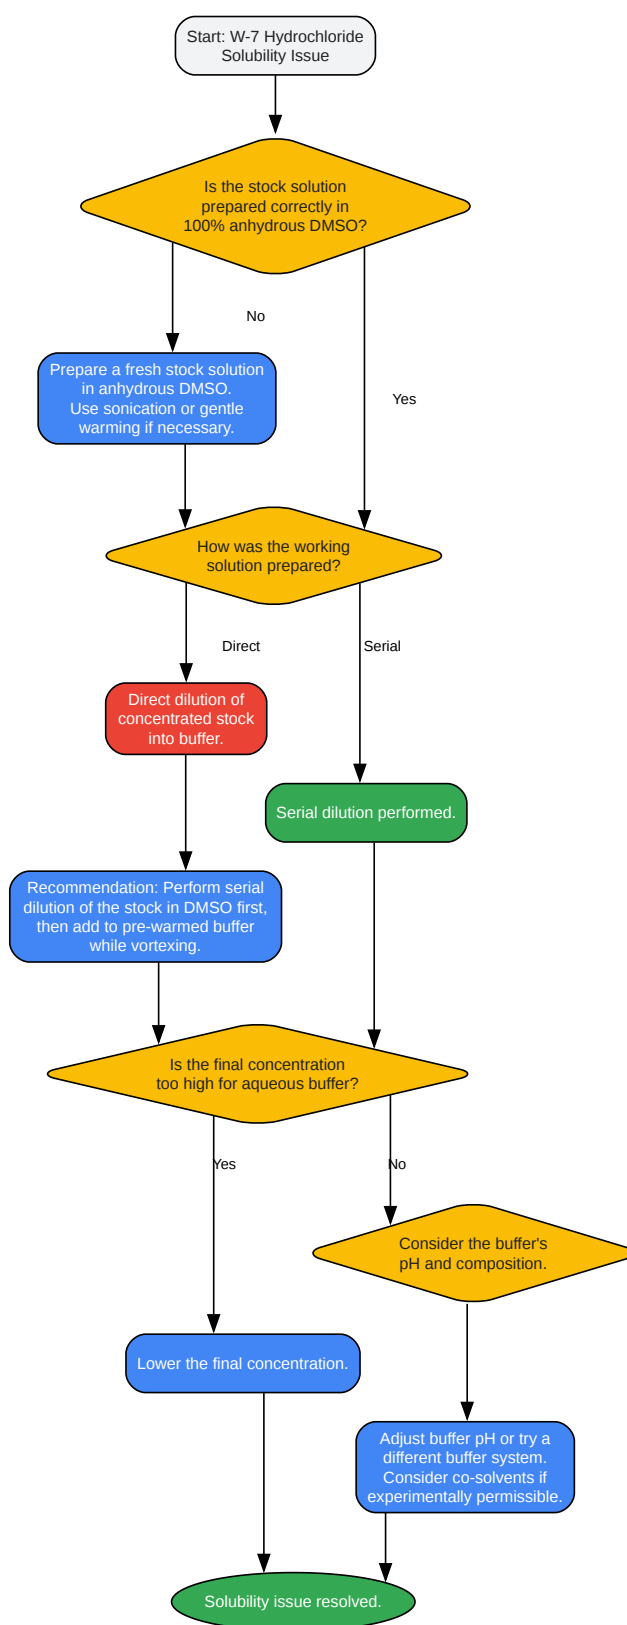 Start: W-7 Hydrochloride
Solubility Issue
Is the stock solution
prepared correctly in
100% anhydrous DMSO?
No
Yes
Prepare a fresh stock solution
in anhydrous DMSO.
Use sonication or gentle
warming if necessary.
How was the working
solution prepared?
Direct
Serial
Direct dilution of
concentrated stock
into buffer.
Serial dilution performed.
Recommendation: Perform serial
dilution of the stock in DMSO first,
then add to pre-warmed buffer
while vortexing.
Is the final concentration
too high for aqueous buffer?
Yes
No
Consider the buffer's
pH and composition.
Lower the final concentration.
Adjust buffer pH or try a
different buffer system.
Consider co-solvents if
experimentally permissible.
Solubility issue resolved.